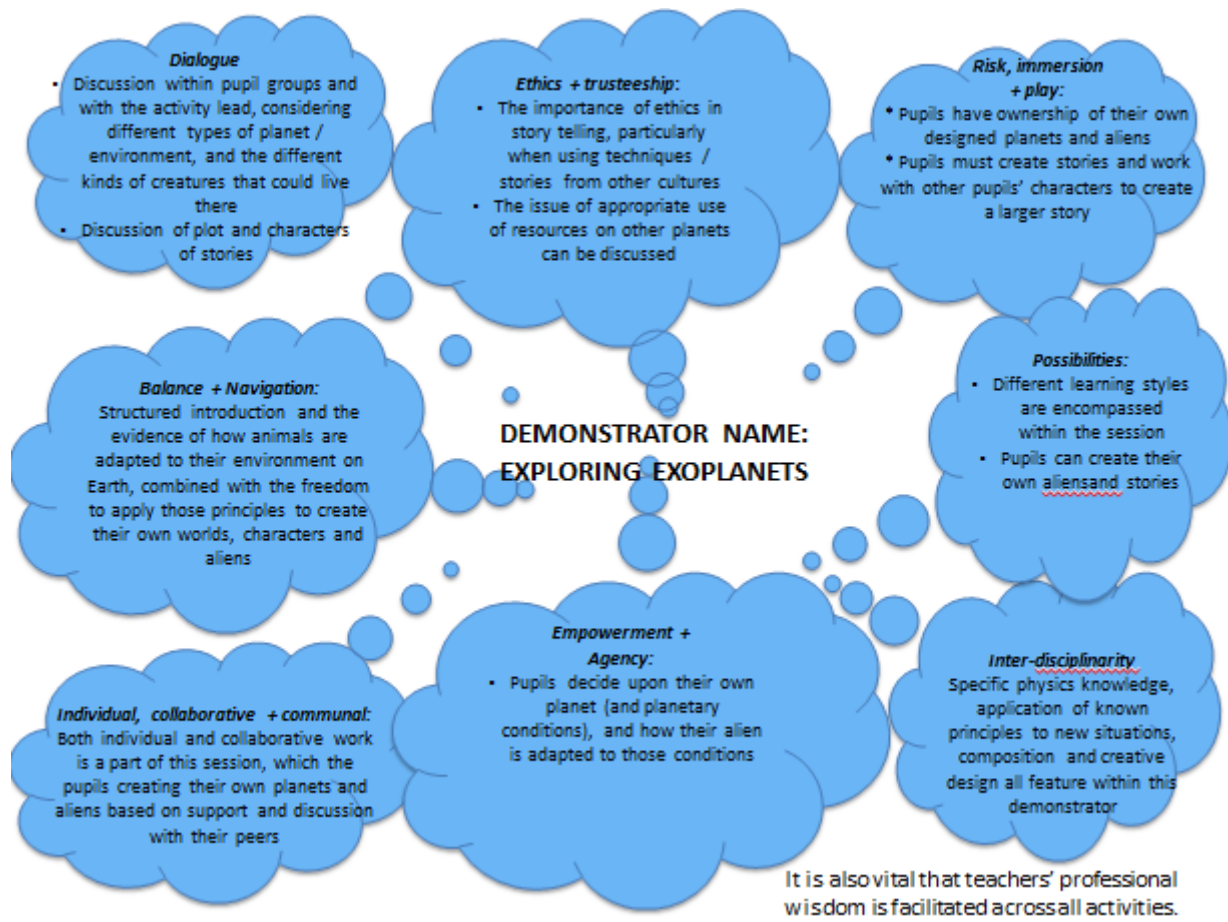 Dialogue
• Discussion within pupil groups and
with the activity lead, considering
different types of planet /
environment, and the different
kinds of creatures that could live
there
• Discussion of plot and characters
of stories
Ethics + trusteeship:
• The importance of ethics in
story telling, particularly
when using techniques /
stories from other cultures
• The issue of appropriate use
of resources on other planets
can be discussed
Risk, immersion
+ play:
* Pupils have ownership of their own
designed planets and aliens
* Pupils must create stories and work
with other pupils’ characters to create
a larger story
Balance + Navigation:
Structured introduction and the
evidence of how animals are
adapted to their environment on
Earth, combined with the freedom
to apply those principles to create
their own worlds, characters and
aliens
DEMONSTRATOR NAME:
EXPLORING EXOPLANETS
Possibilities:
• Different learning styles
are encompassed
within the session
• Pupils can create their
own aliensand stories
Individual, collaborative + communal:
Both individual and collaborative work
is a part of this session, which the
pupils creating their own planets and
aliens based on support and discussion
with their peers
Empowerment +
Agency:
• Pupils decide upon their own
planet (and planetary
conditions), and how their alien
is adapted to those conditions
Inter-disciplinarity
Specific physics knowledge,
application of known
principles to new situations,
composition and creative
design all feature within this
demonstrator
It is also vital that teachers’ professional
wisdom is facilitated across all activities.